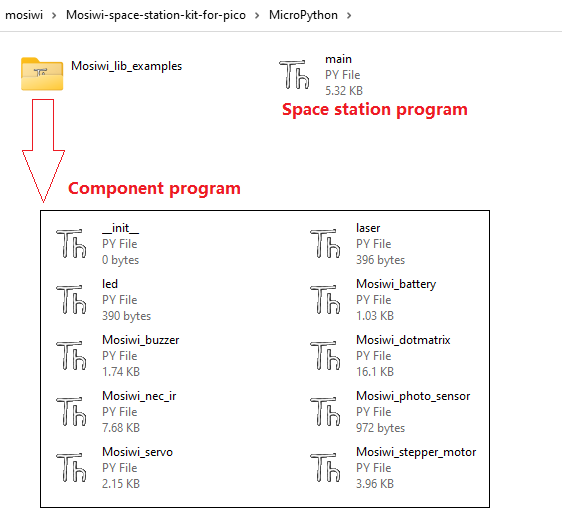 mosiwi > Mosiwi-space-station-kit-for-pico > MicroPython >
Mosiwi_lib_examples
main
PY File
5.32 KB
Space station program
Component program
__init__
PY File
0 bytes
laser
PY File
396 bytes
led
PY File
390 bytes
Mosiwi_battery
PY File
1.03 KB
Mosiwi_buzzer
PY File
1.74 KB
Mosiwi_dotmatrix
PY File
16.1 KB
Mosiwi_nec_ir
PY File
7.68 KB
Mosiwi_photo_sensor
PY File
972 bytes
Mosiwi_servo
PY File
2.15 KB
Mosiwi_stepper_motor
PY File
3.96 KB